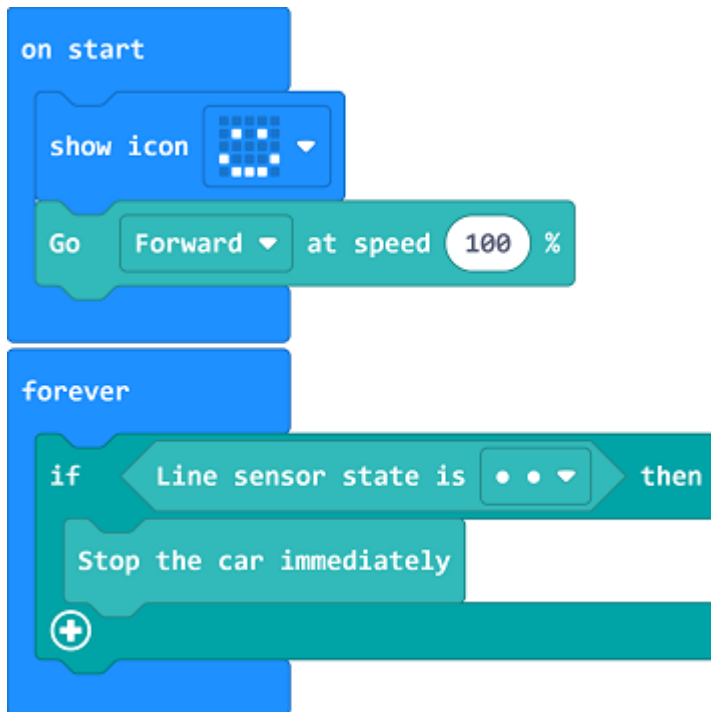 on start
show icon
Go Forward at speed 100 %
forever
if Line sensor state is then
Stop the car immediately